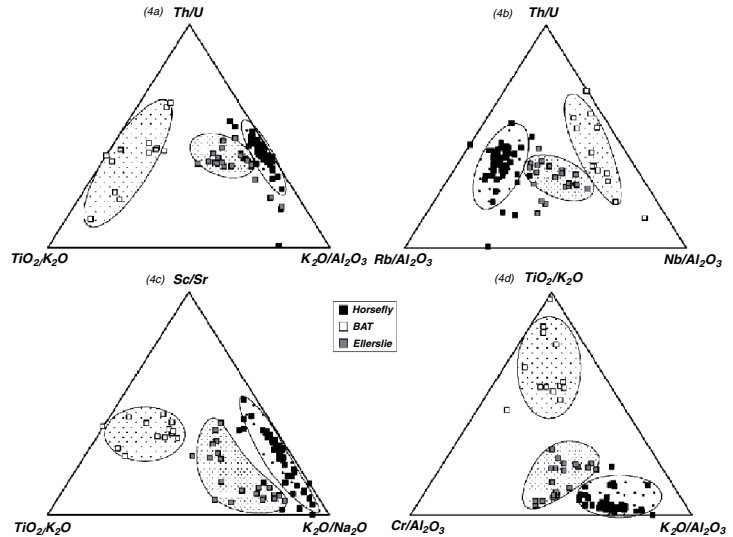 (4a) Th/U
TiO₂/K₂O K₂O/Al₂O₃
(4b) Th/U
Rb/Al₂O₃ Nb/Al₂O₃
(4c) Sc/Sr
TiO₂/K₂O K₂O/Na₂O
Horsefly
BAT
Ellerslie
(4d) TiO₂/K₂O
Cr/Al₂O₃ K₂O/Al₂O₃